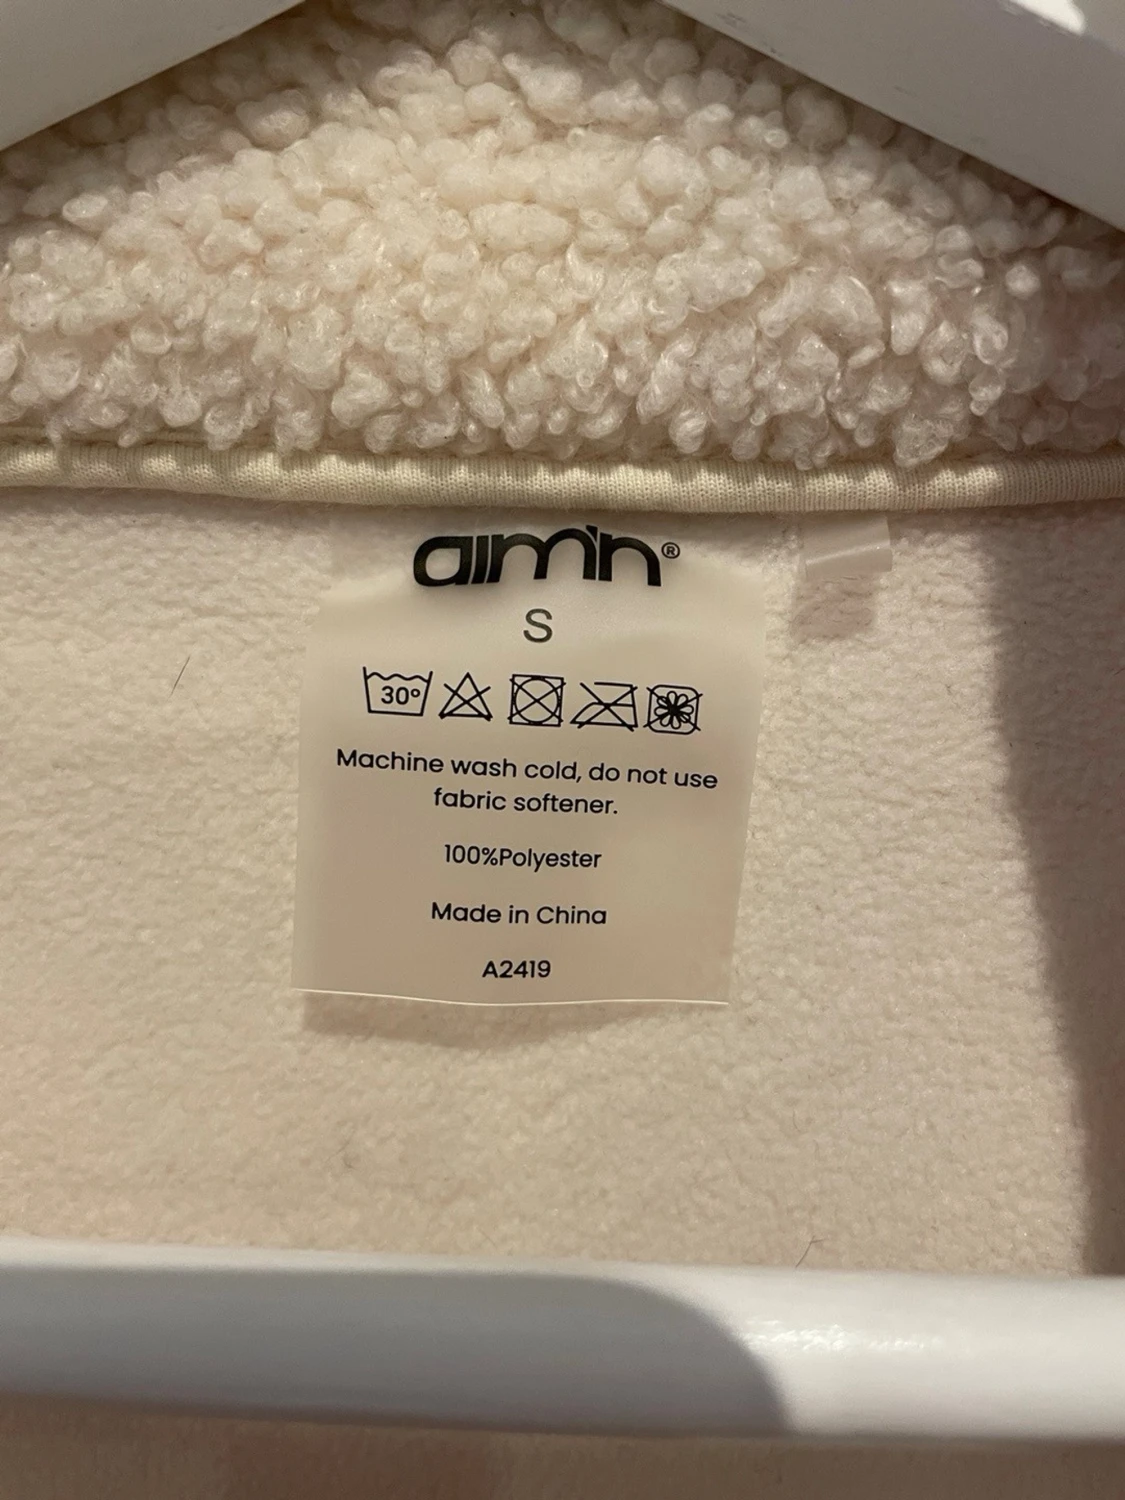 aim'n®
S
30°
Machine wash cold, do not use
fabric softener.
100%Polyester
Made in China
A2419